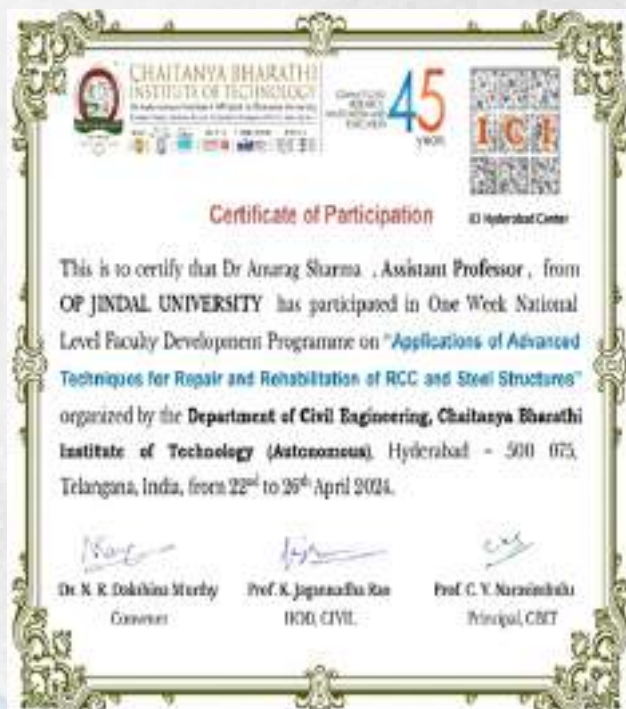 CHAITANYA BHARATHI
INSTITUTE OF TECHNOLOGY
45
years
ICI
Certificate of Participation
ICI Hyderabad Center
This is to certify that Dr Anurag Sharma , Assistant Professor , from
OP JINDAL UNIVERSITY has participated in One Week National
Level Faculty Development Programme on "Applications of Advanced
Techniques for Repair and Rehabilitation of RCC and Steel Structures"
organized by the Department of Civil Engineering, Chaitanya Bharathi
Institute of Technology (Autonomous), Hyderabad - 500 075,
Telangana, India, from 22nd to 26th April 2024.
Dr. N. R. Dakshina Murthy
Prof. K. Jagannadha Rao
Prof. C. V. Narasimhulu
Convener
HOD, CIVIL
Principal, CBIT